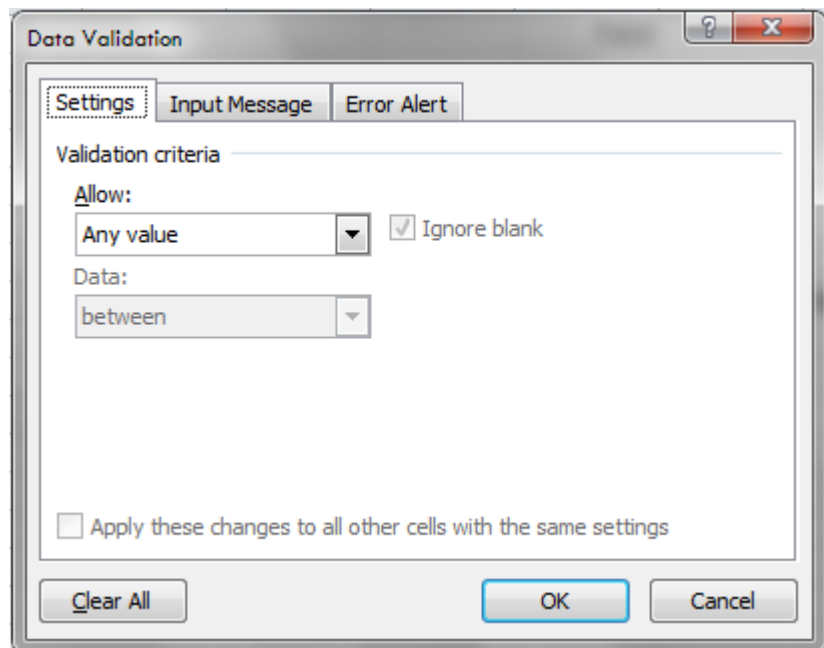 Data Validation
Settings Input Message Error Alert
Validation criteria
Allow:
Any value Ignore blank
Data:
between
Apply these changes to all other cells with the same settings
Clear All OK Cancel